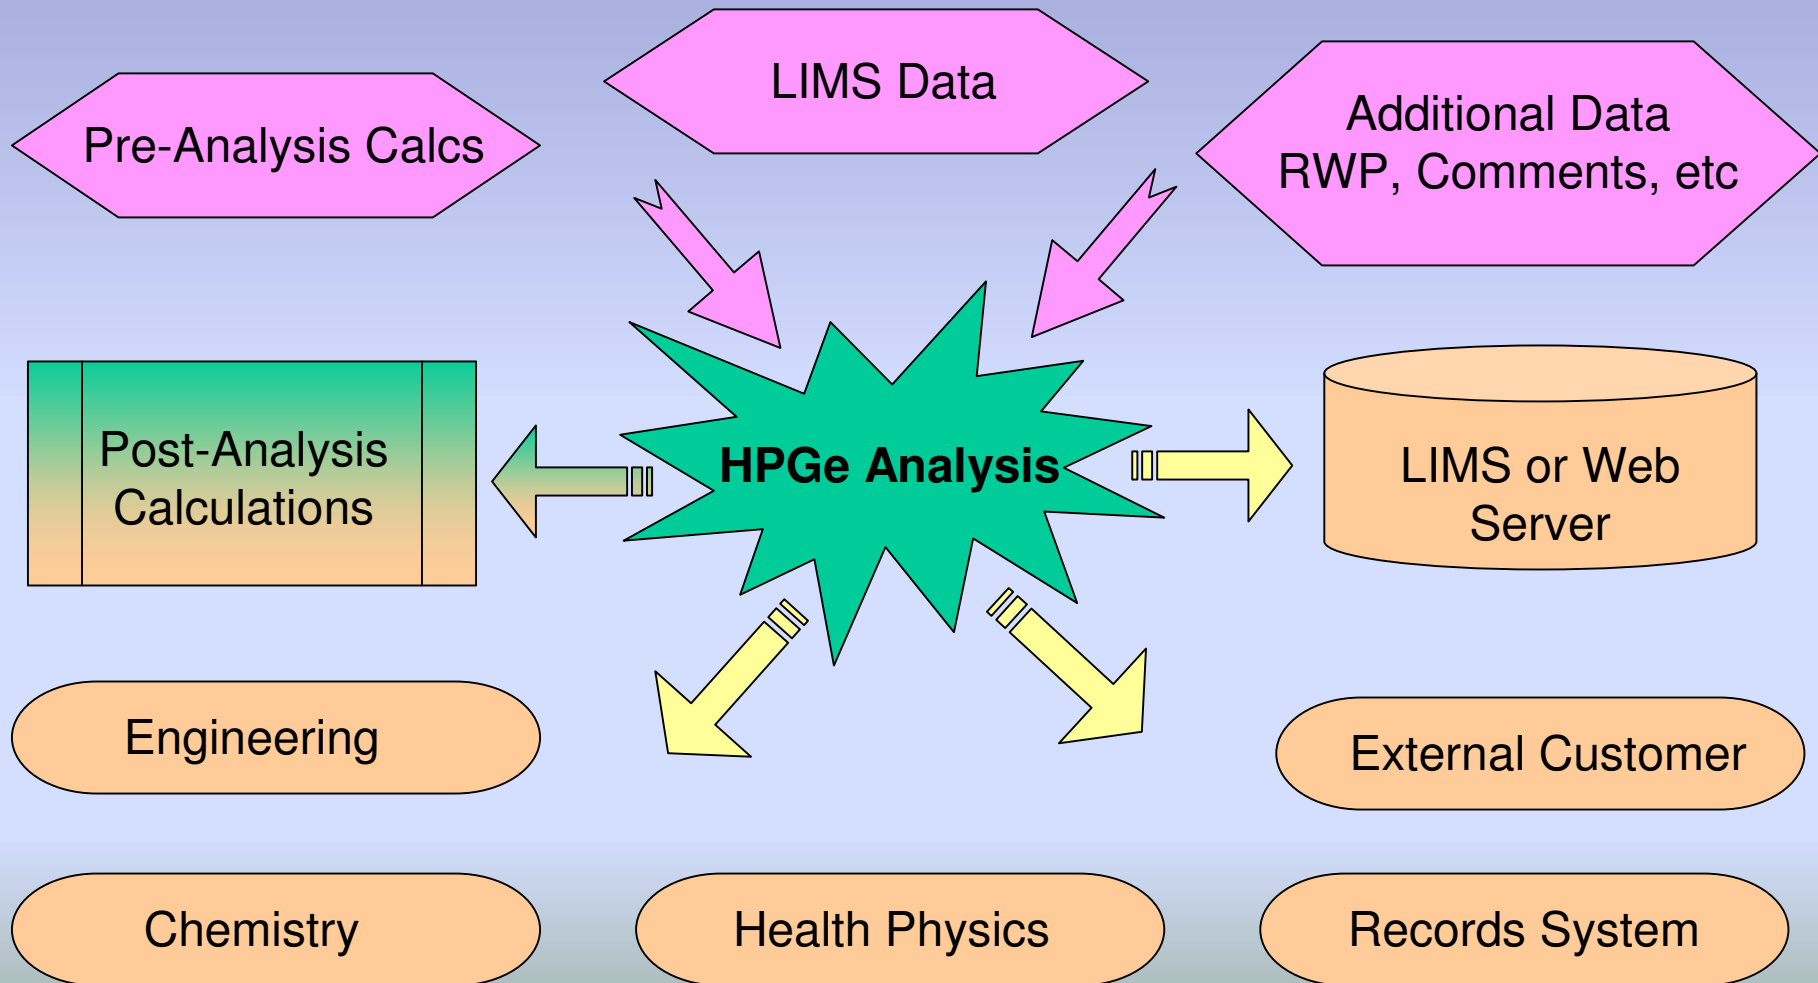 LIMS Data
Pre-Analysis Calcs
Additional Data
RWP, Comments, etc
Post-Analysis
Calculations
HPGe Analysis
LIMS or Web
Server
Engineering
External Customer
Chemistry
Health Physics
Records System